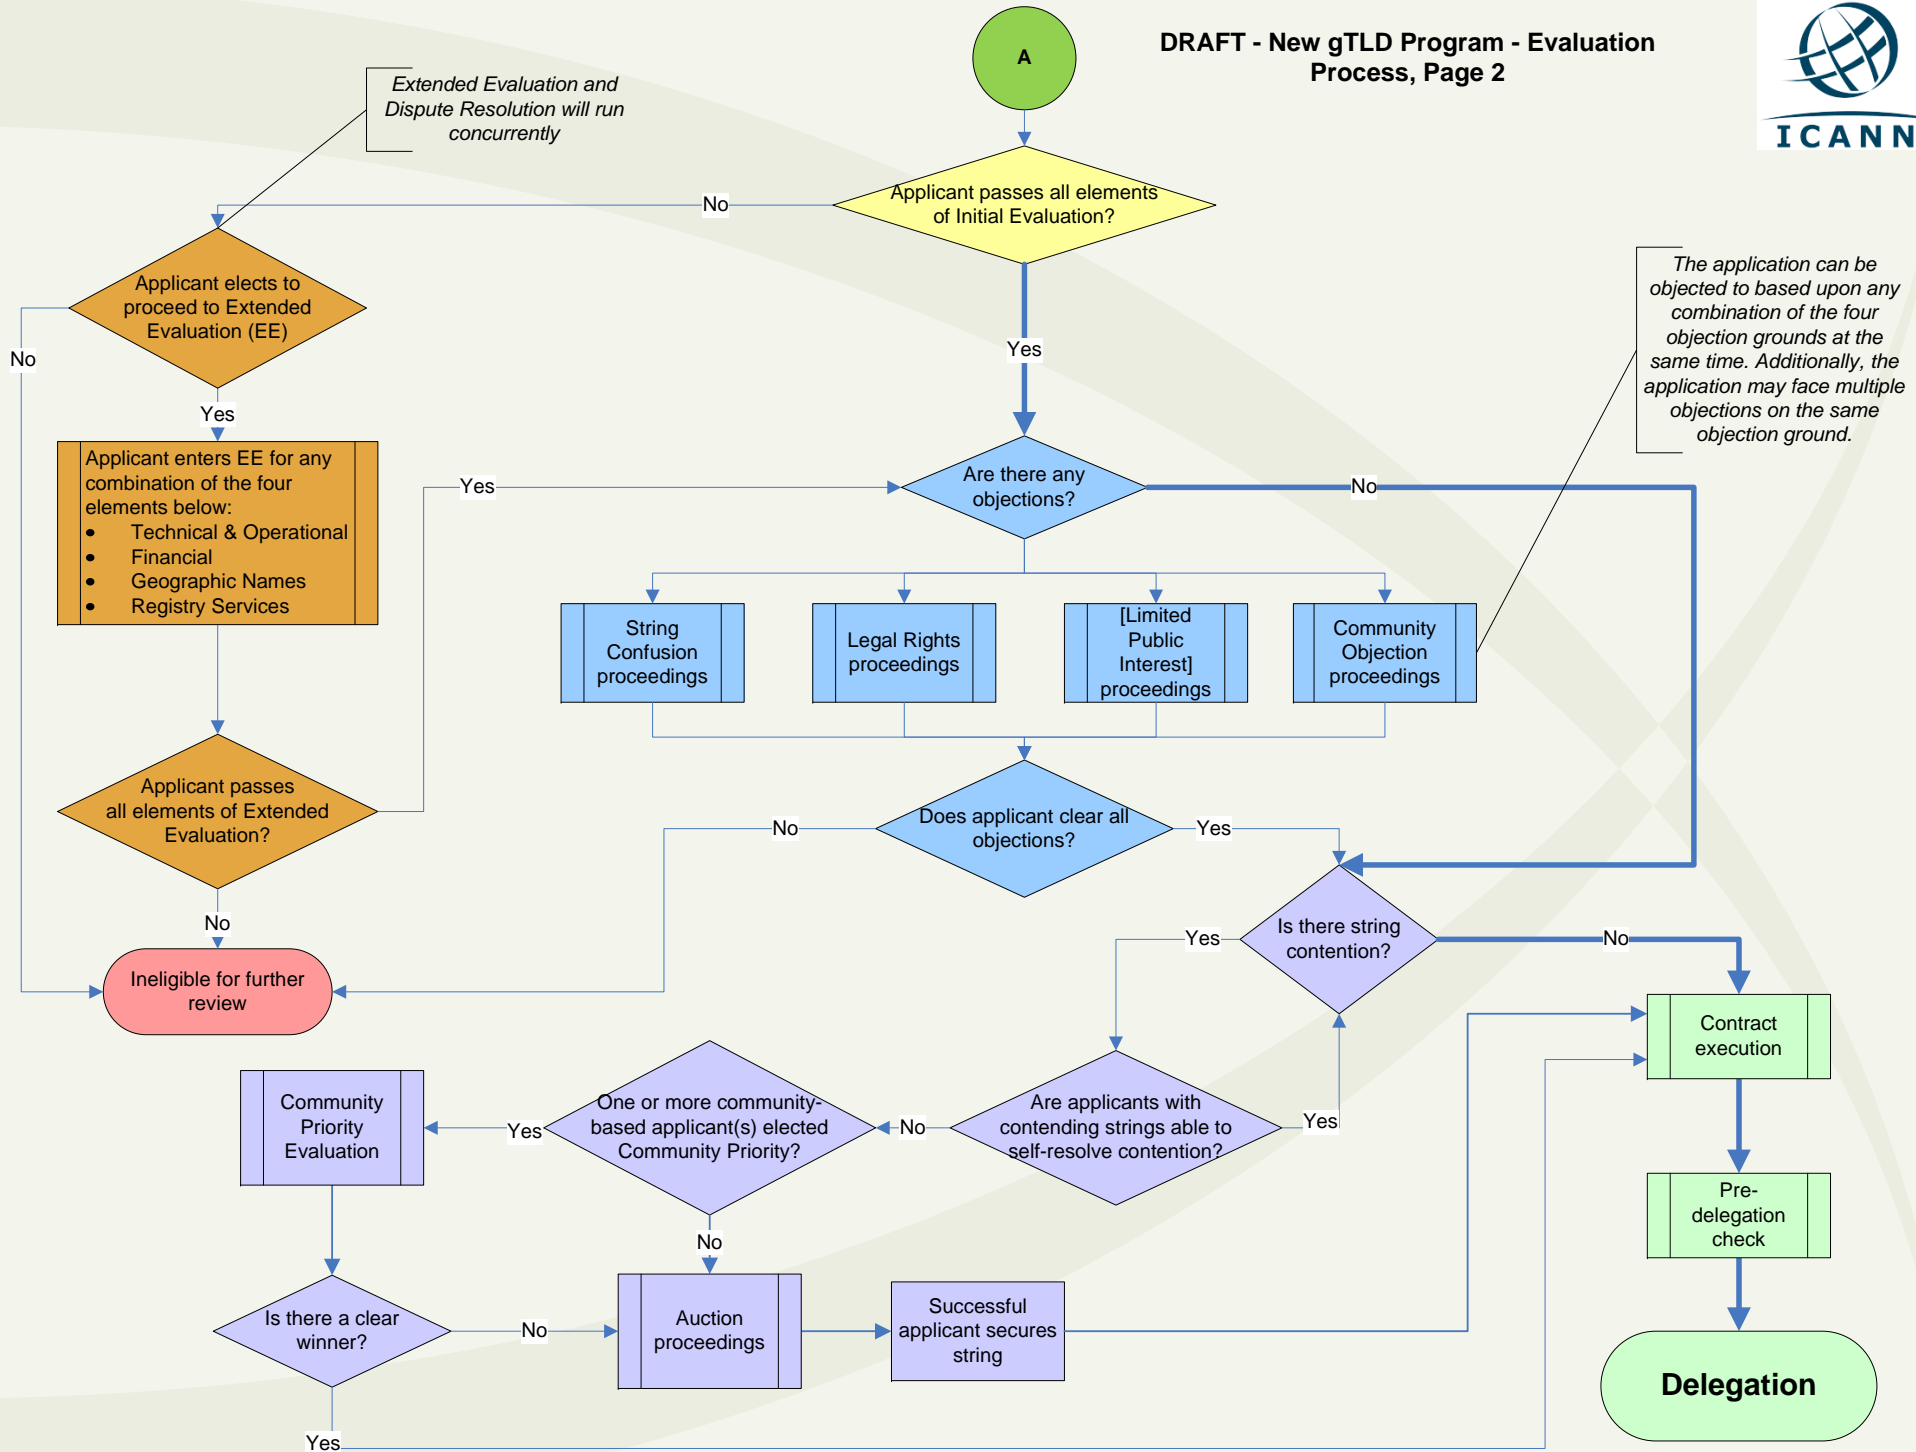 A
DRAFT - New gTLD Program - Evaluation
Process, Page 2
ICANN
Extended Evaluation and
Dispute Resolution will run
concurrently
Applicant passes all elements
of Initial Evaluation?
No
Yes
Applicant elects to
proceed to Extended
Evaluation (EE)
No
Yes
The application can be
objected to based upon any
combination of the four
objection grounds at the
same time. Additionally, the
application may face multiple
objections on the same
objection ground.
Applicant enters EE for any
combination of the four
elements below:
• Technical & Operational
• Financial
• Geographic Names
• Registry Services
Yes
Are there any
objections?
No
String
Confusion
proceedings
Legal Rights
proceedings
[Limited
Public
Interest]
proceedings
Community
Objection
proceedings
Applicant passes
all elements of Extended
Evaluation?
No
Does applicant clear all
objections?
No
Yes
Ineligible for further
review
Is there string
contention?
Yes
No
Contract
execution
Are applicants with
contending strings able to
self-resolve contention?
Yes
No
One or more community-
based applicant(s) elected
Community Priority?
Yes
No
Community
Priority
Evaluation
Pre-
delegation
check
Is there a clear
winner?
No
Yes
Auction
proceedings
Successful
applicant secures
string
Delegation